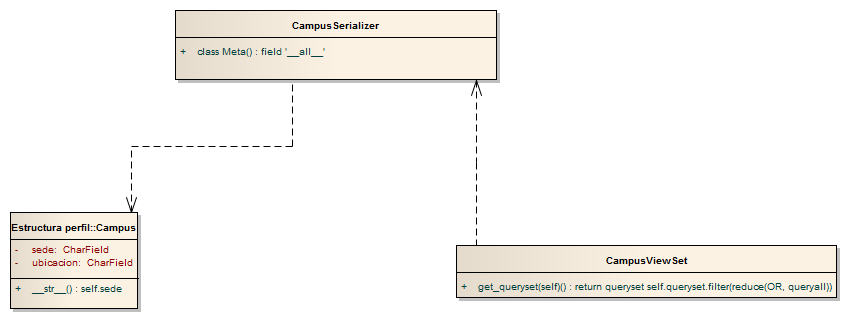 CampusSerializer
+ class Meta() : field '__all__'
Estructura perfil::Campus
- sede: CharField
- ubicacion: CharField
+ __str__() : self.sede
CampusViewSet
+ get_queryset(self)() : return queryset self.queryset.filter(reduce(OR, queryall))